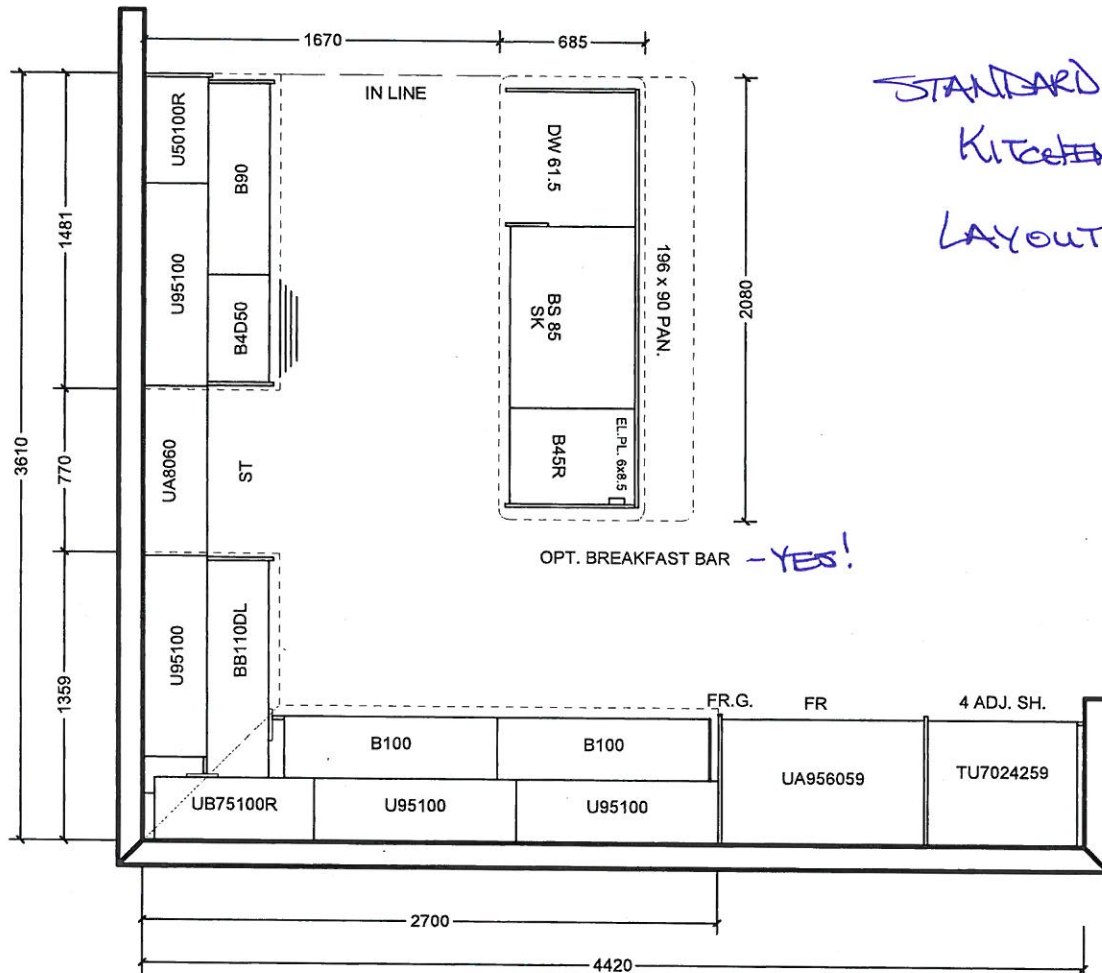 1670
685
STANDARD
KITCHEN
LAYOUT
IN LINE
U50100R
B90
DW 61.5
1481
U95100
B4D50
BS 85
SK
196 x 90 PAN.
2080
3610
770
UA8060
ST
B45R
EL.PL. 6x8.5
OPT. BREAKFAST BAR - YES!
1359
U95100
BB110DL
FR.G.
FR
4 ADJ. SH.
B100
B100
UA956059
TU7024259
UB75100R
U95100
U95100
2700
4420